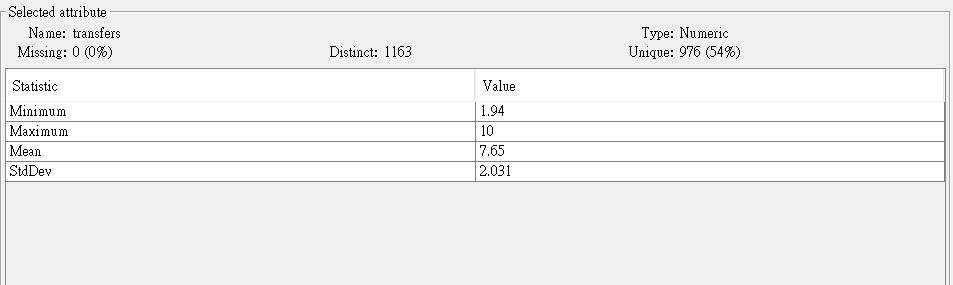 Selected attribute
Name: transfers Type: Numeric
Missing: 0 (0%) Distinct: 1163 Unique: 976 (54%)
Statistic Value
Minimum 1.94
Maximum 10
Mean 7.65
StdDev 2.031